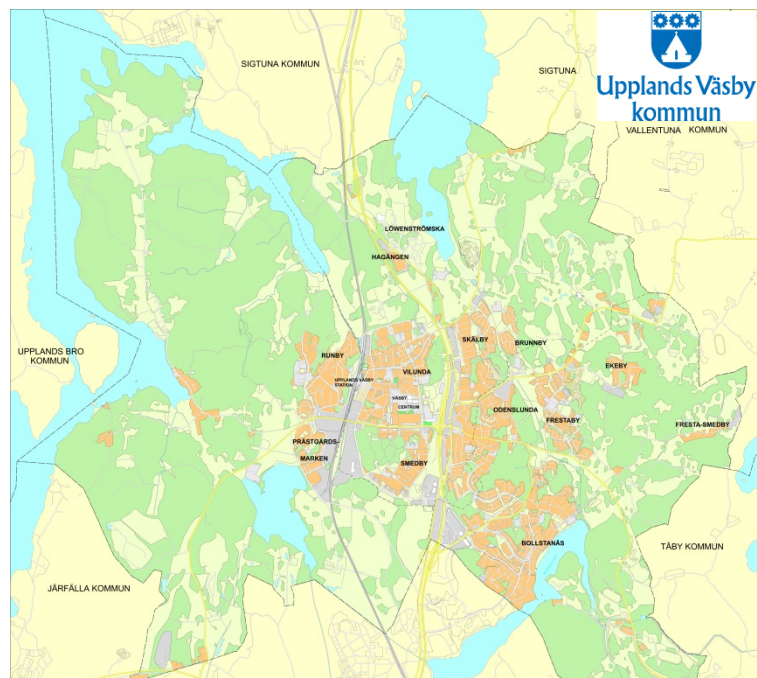 Upplands Väsby
kommun
SIGTUNA KOMMUN
SIGTUNA
VALLENTUNA KOMMUN
LÖWENSTRÖMSKA
HAGÄNGEN
SKÄLBY
BRUNNBY
RUNBY
UPPLANDS BRO
KOMMUN
VILUNDA
EKEBY
UPPLANDS VÄSBY
STATION
VÄSBY
CENTRUM
ODENSLUNDA
FRESTABY
FRESTA-SMEDBY
PRÄSTGÅRDS-
MARKEN
SMEDBY
BOLLSTANÄS
TÄBY KOMMUN
JÄRFÄLLA KOMMUN